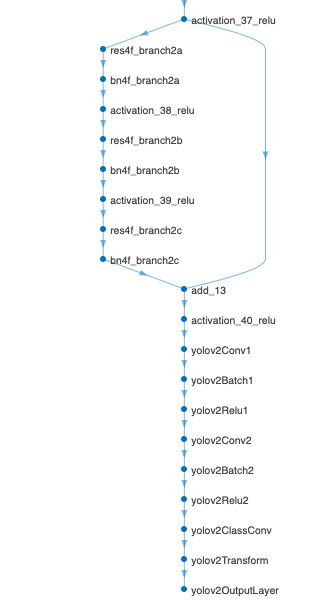 activation_37_relu
res4f_branch2a
bn4f_branch2a
activation_38_relu
res4f_branch2b
bn4f_branch2b
activation_39_relu
res4f_branch2c
bn4f_branch2c
add_13
activation_40_relu
yolov2Conv1
yolov2Batch1
yolov2Relu1
yolov2Conv2
yolov2Batch2
yolov2Relu2
yolov2ClassConv
yolov2Transform
yolov2OutputLayer